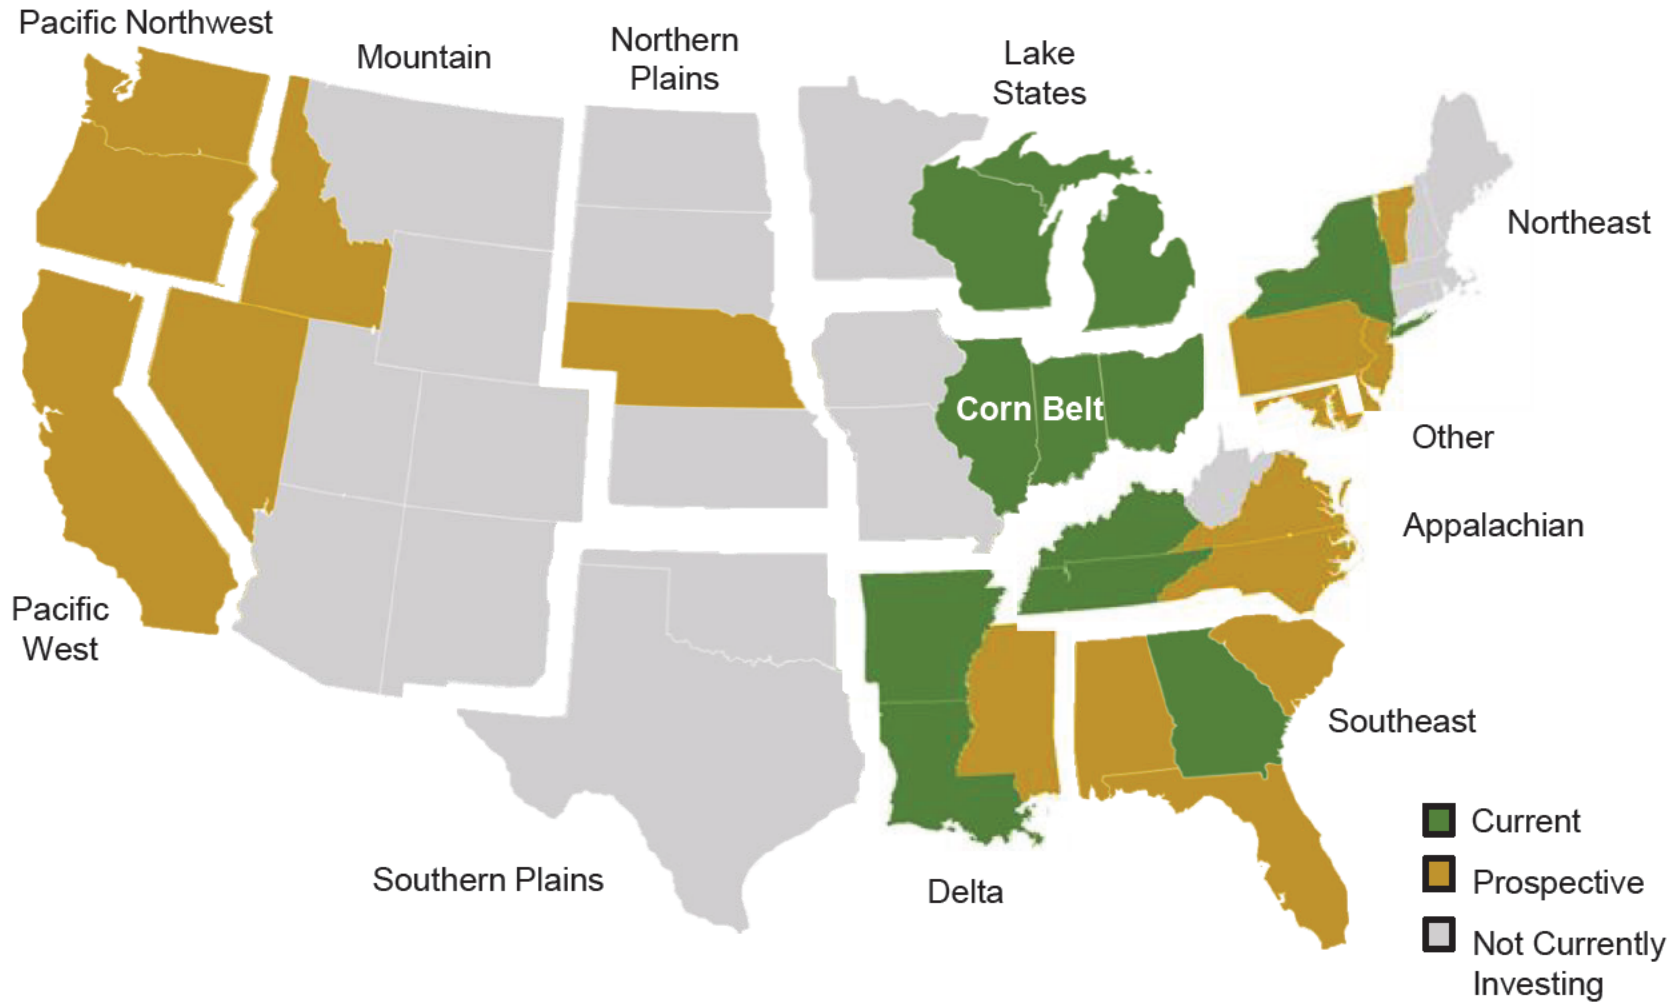 Pacific Northwest
Mountain
Northern
Plains
Lake
States
Northeast
Corn Belt
Other
Appalachian
Pacific
West
Southeast
Southern Plains
Delta
Current
Prospective
Not Currently
Investing